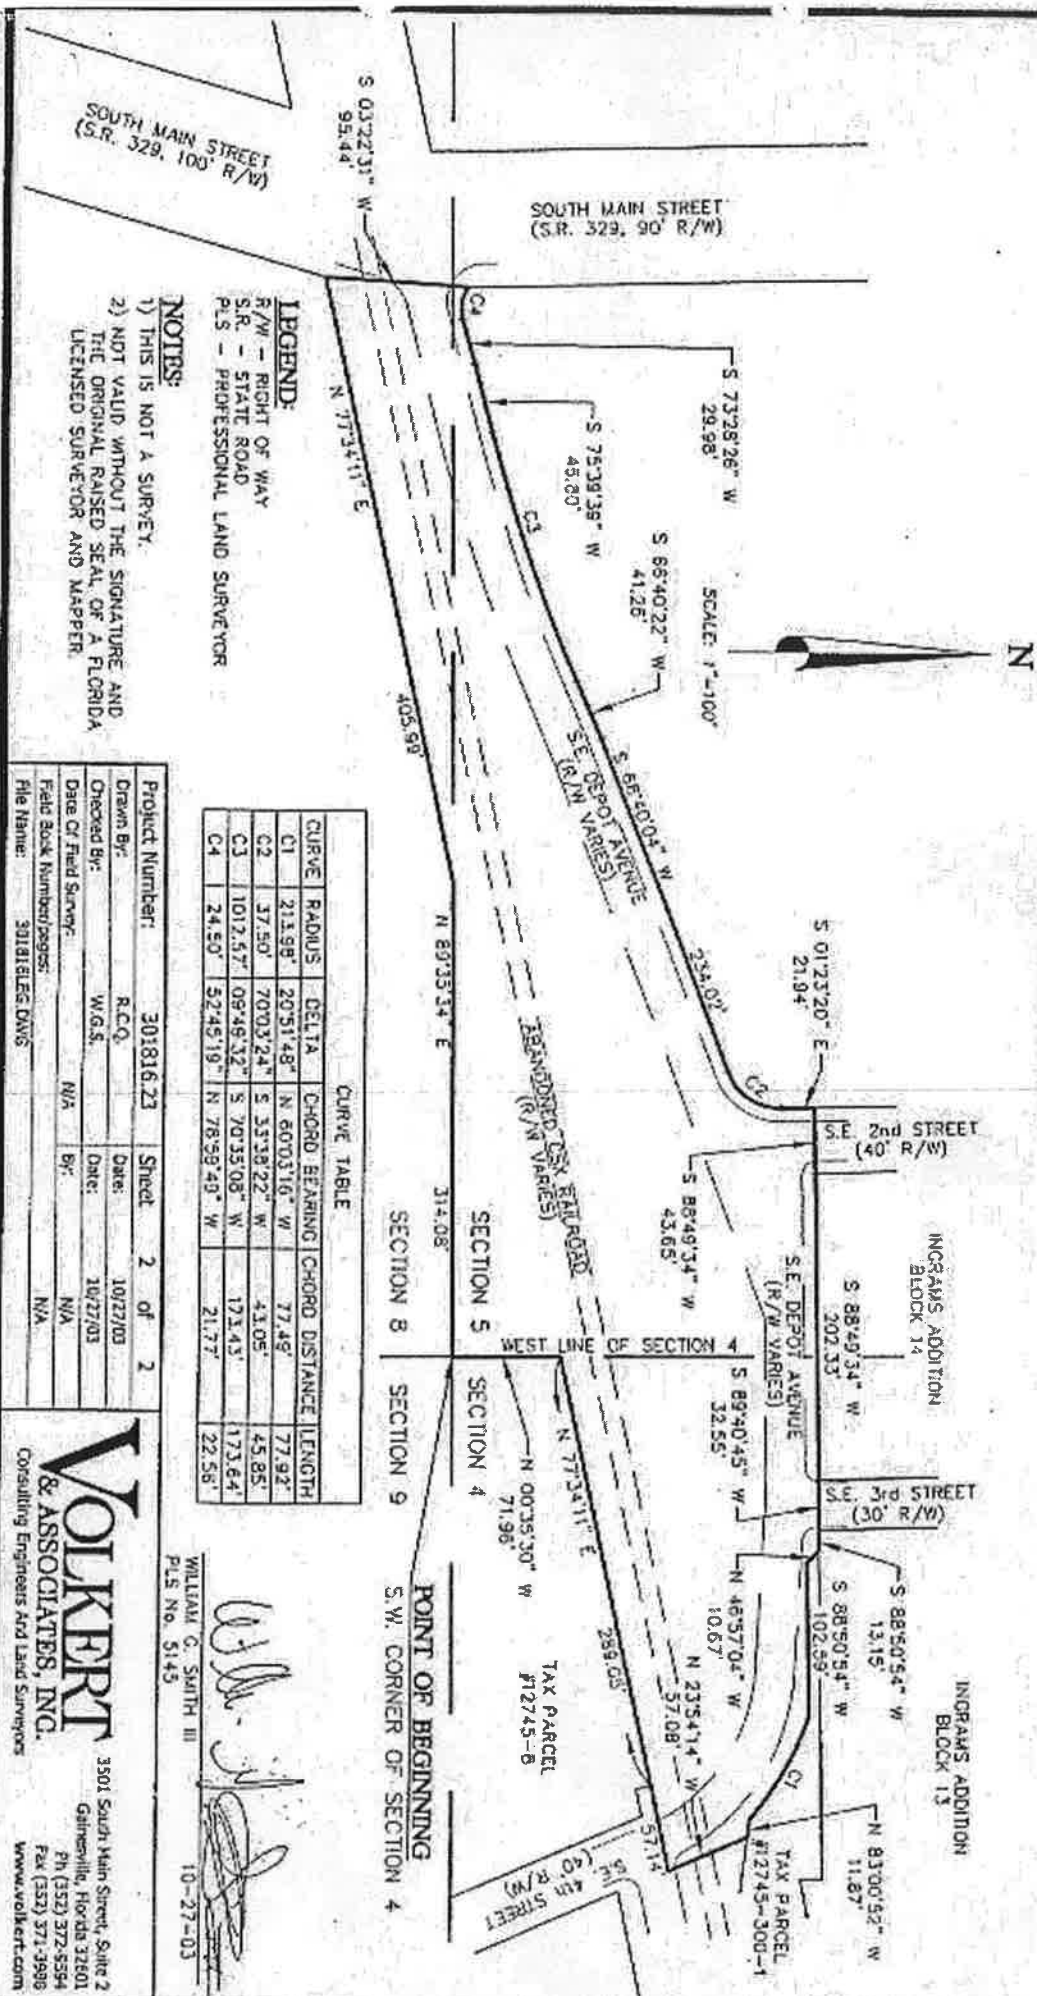 N
SCALE: 1"=100'
SOUTH MAIN STREET
(S.R. 329, 100' R/W)
SOUTH MAIN STREET
(S.R. 329, 90' R/W)
S 03°22'31" W
95.44'
C4
S 73°28'26" W
29.98'
S 75°39'39" W
45.80'
C3
S 66°40'22" W
41.26'
S 66°40'04" W
234.02'
S.E. DEPOT AVENUE
(R/W VARIES)
C2
S 01°23'20" E
21.94'
S.E. 2nd STREET
(40' R/W)
S 88°49'34" W
43.65'
INGRAMS ADDITION
BLOCK 14
S 88°49'34" W
202.33'
S.E. DEPOT AVENUE
(R/W VARIES)
S 89°40'45" W
32.55'
S.E. 3rd STREET
(30' R/W)
S 88°50'54" W
13.15'
S 88°50'54" W
102.59'
N 46°57'04" W
10.67'
INGRAMS ADDITION
BLOCK 13
C1
N 83°00'52" W
11.87'
TAX PARCEL
#12745-300-1
N 23°54'14" W
57.08'
57.14'
4th STREET
(40' R/W)
N 77°34'11" E
405.99'
N 89°35'34" E
314.08'
ABANDONED CSX RAILROAD
(R/W VARIES)
WEST LINE OF SECTION 4
N 77°34'11" E
289.05'
N 00°35'30" W
71.96'
TAX PARCEL
#12745-8
SECTION 5
SECTION 4
SECTION 8
SECTION 9
POINT OF BEGINNING
S.W. CORNER OF SECTION 4
LEGEND:
R/W – RIGHT OF WAY
S.R. – STATE ROAD
PLS – PROFESSIONAL LAND SURVEYOR
NOTES:
1) THIS IS NOT A SURVEY.
2) NOT VALID WITHOUT THE SIGNATURE AND
THE ORIGINAL RAISED SEAL OF A FLORIDA
LICENSED SURVEYOR AND MAPPER.
CURVE TABLE
CURVE RADIUS DELTA CHORD BEARING CHORD DISTANCE LENGTH
C1 213.98' 20°51'48" N 60°03'16" W 77.49' 77.92'
C2 37.50' 70°03'24" S 33°38'22" W 43.05' 45.85'
C3 1012.57' 09°49'32" S 70°35'08" W 173.43' 173.64'
C4 24.50' 52°45'19" N 78°59'49" W 21.77' 22.56'
WILLIAM G. SMITH III
PLS No. 5145
10-27-03
Project Number: 301816.23 Sheet 2 of 2
Drawn By: R.C.Q. Date: 10/27/03
Checked By: W.G.S. Date: 10/27/03
Date Of Field Survey: N/A By: N/A
Field Book Number/pages: N/A
File Name: 301816LEG.DWG
VOLKERT
& ASSOCIATES, INC.
Consulting Engineers And Land Surveyors
3501 South Main Street, Suite 2
Gainesville, Florida 32601
Ph (352) 372-9594
Fax (352) 371-3988
www.volkert.com